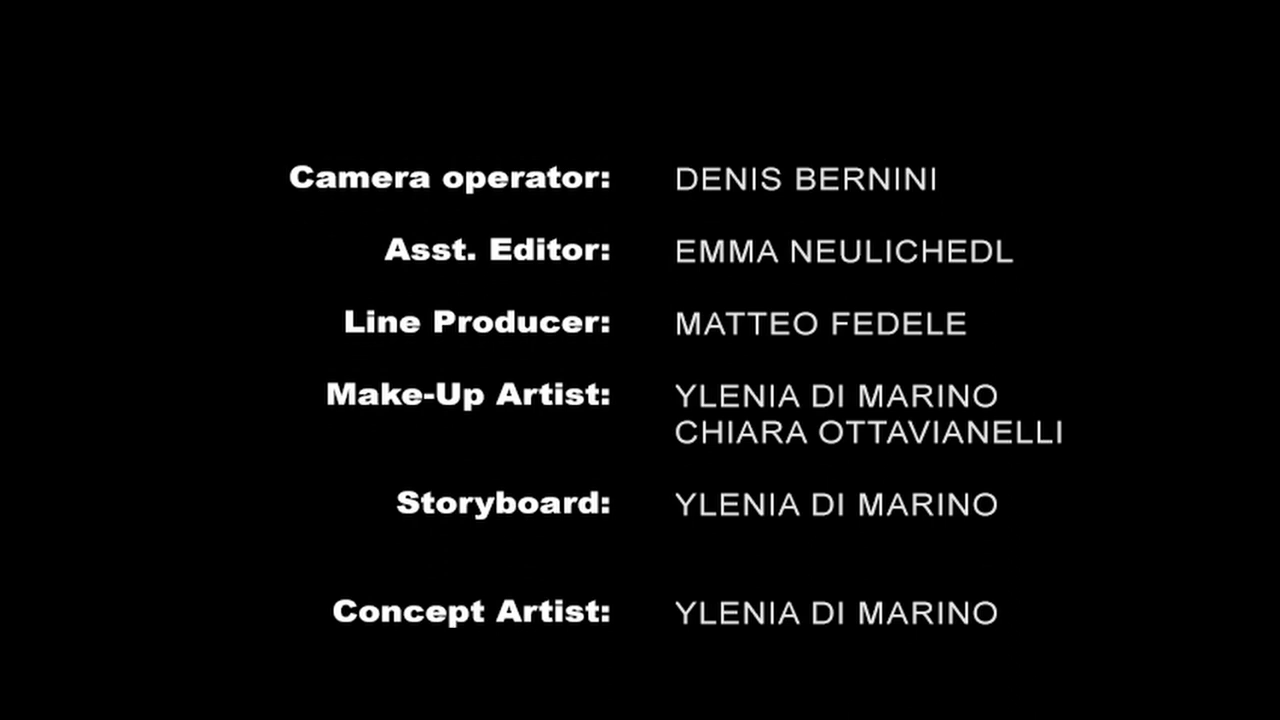 Camera operator: DENIS BERNINI
Asst. Editor: EMMA NEULICHEDL
Line Producer: MATTEO FEDELE
Make-Up Artist: YLENIA DI MARINO
CHIARA OTTAVIANELLI
Storyboard: YLENIA DI MARINO
Concept Artist: YLENIA DI MARINO